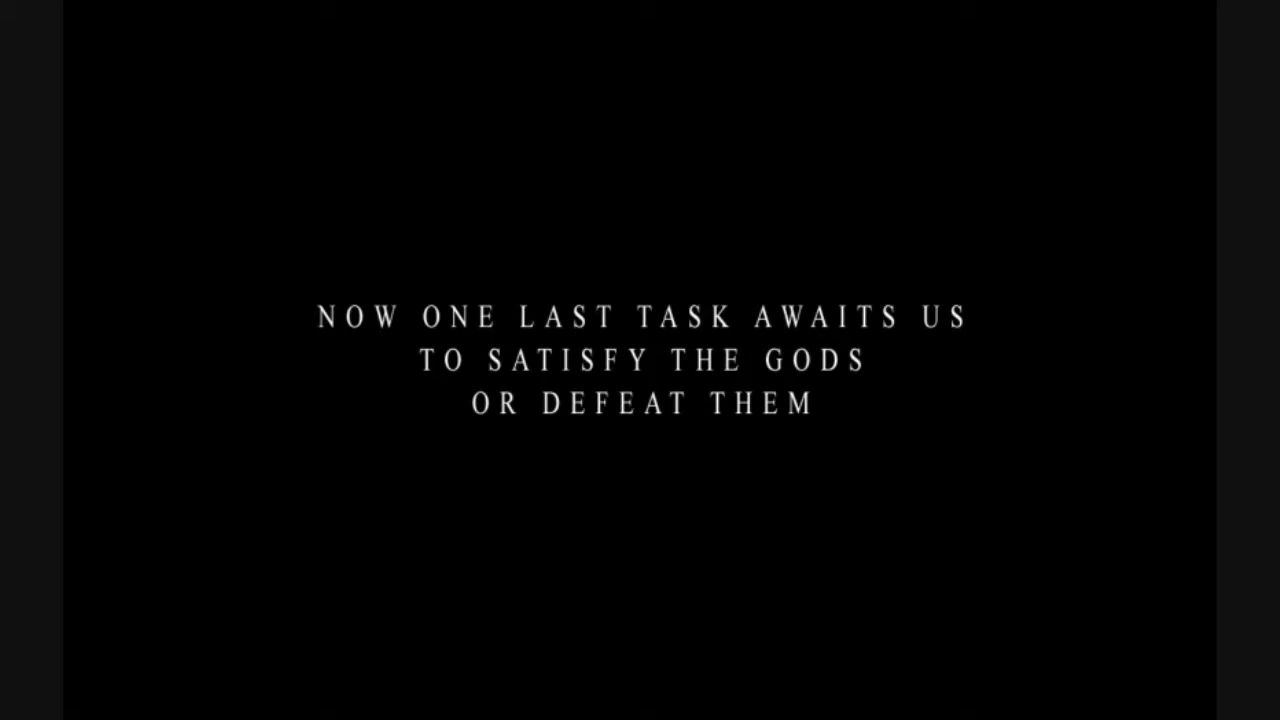 NOW ONE LAST TASK AWAITS US
TO SATISFY THE GODS
OR DEFEAT THEM